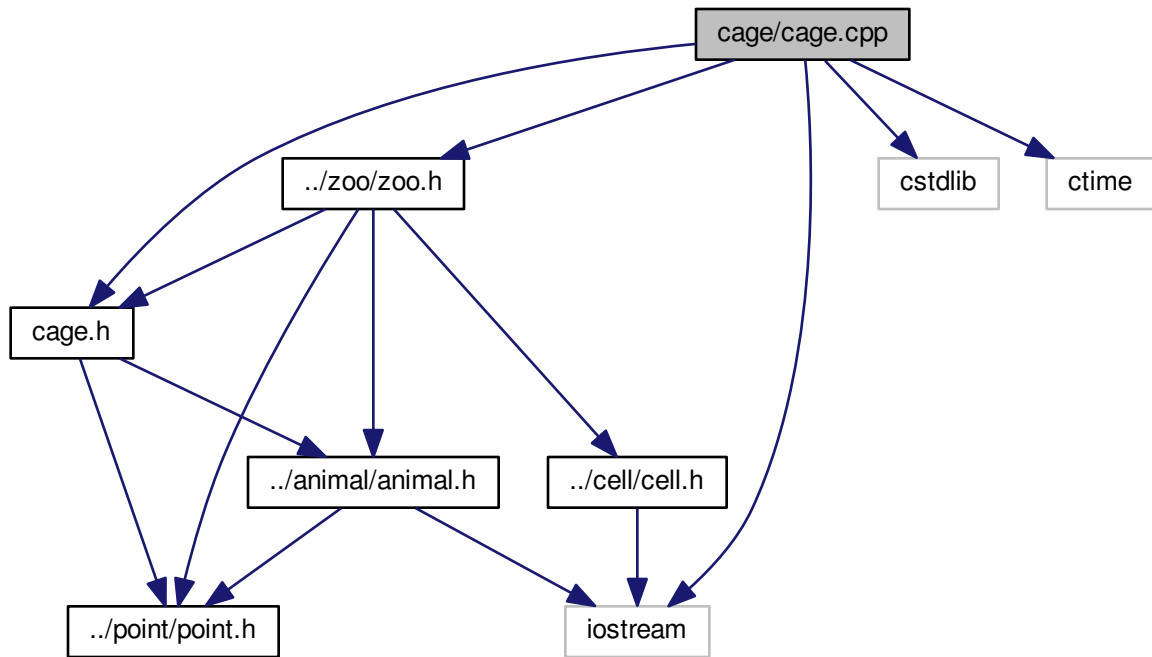 cage/cage.cpp
../zoo/zoo.h
cstdlib
ctime
cage.h
../animal/animal.h
../cell/cell.h
../point/point.h
iostream